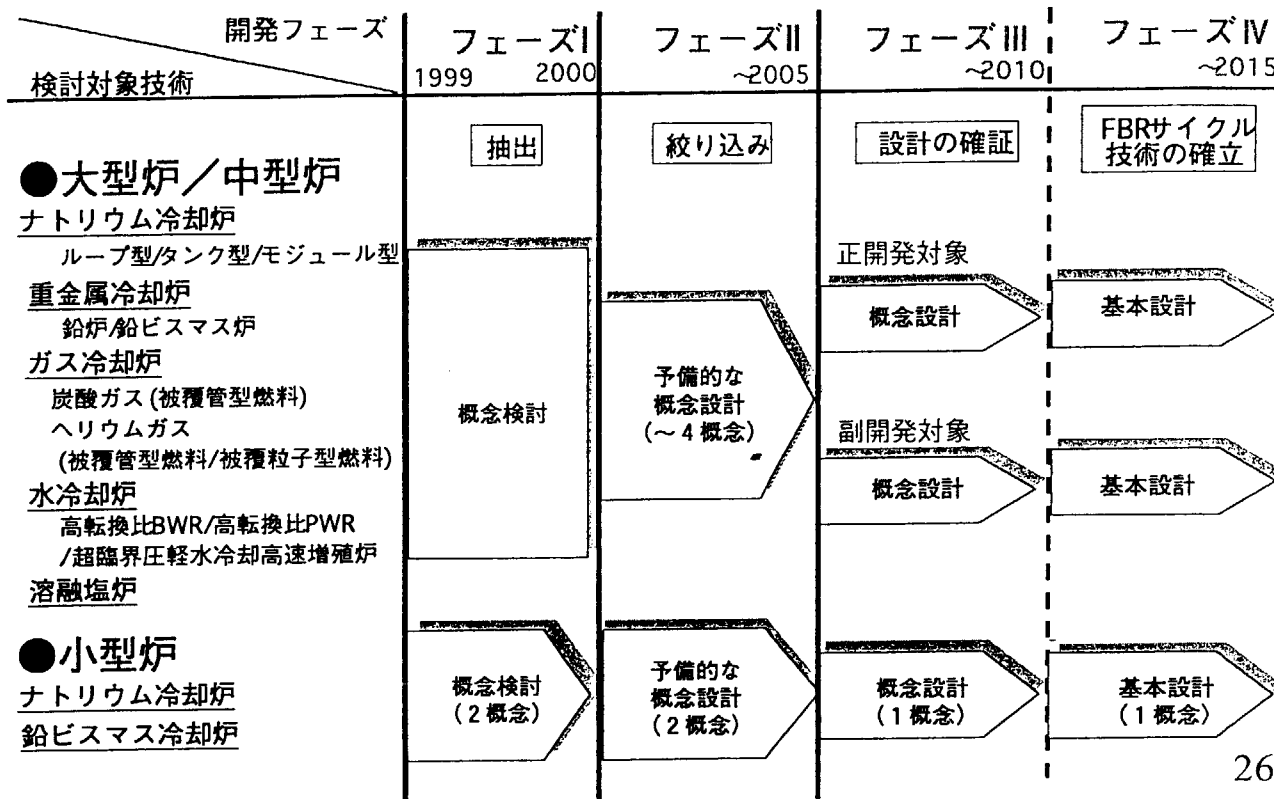 開発フェーズ
検討対象技術
フェーズⅠ
1999 2000
フェーズⅡ
~2005
フェーズⅢ
~2010
フェーズⅣ
~2015
抽出
絞り込み
設計の確証
FBRサイクル
技術の確立
●大型炉/中型炉
ナトリウム冷却炉
ループ型/タンク型/モジュール型
重金属冷却炉
鉛炉/鉛ビスマス炉
ガス冷却炉
炭酸ガス(被覆管型燃料)
ヘリウムガス
(被覆管型燃料/被覆粒子型燃料)
水冷却炉
高転換比BWR/高転換比PWR
/超臨界圧軽水冷却高速増殖炉
溶融塩炉
概念検討
予備的な
概念設計
(~4概念)
正開発対象
概念設計
基本設計
副開発対象
概念設計
基本設計
●小型炉
ナトリウム冷却炉
鉛ビスマス冷却炉
概念検討
(2概念)
予備的な
概念設計
(2概念)
概念設計
(1概念)
基本設計
(1概念)
26